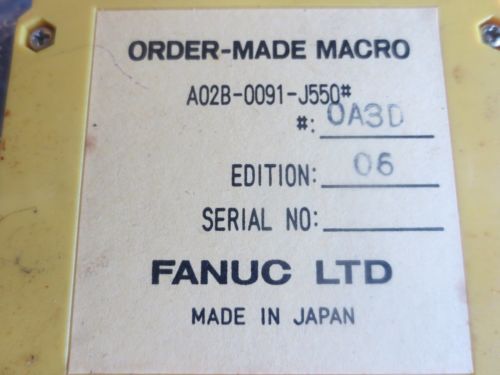 ORDER-MADE MACRO
A02B-0091-J550#
#: 0A3D
EDITION: 06
SERIAL NO:
FANUC LTD
MADE IN JAPAN